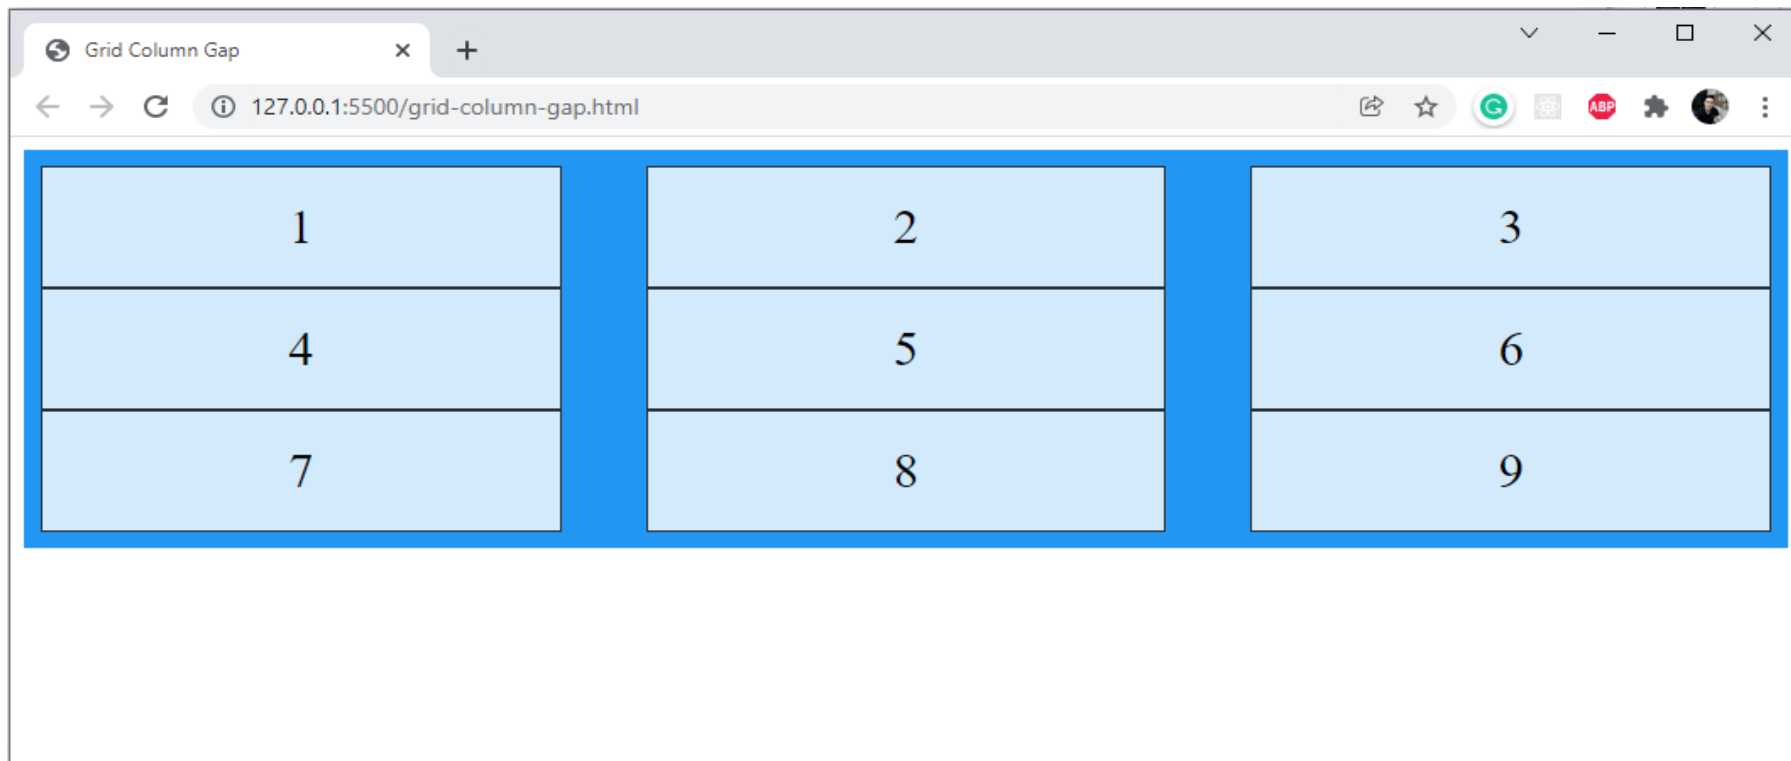 Grid Column Gap
127.0.0.1:5500/grid-column-gap.html
ABP
1 2 3
4 5 6
7 8 9